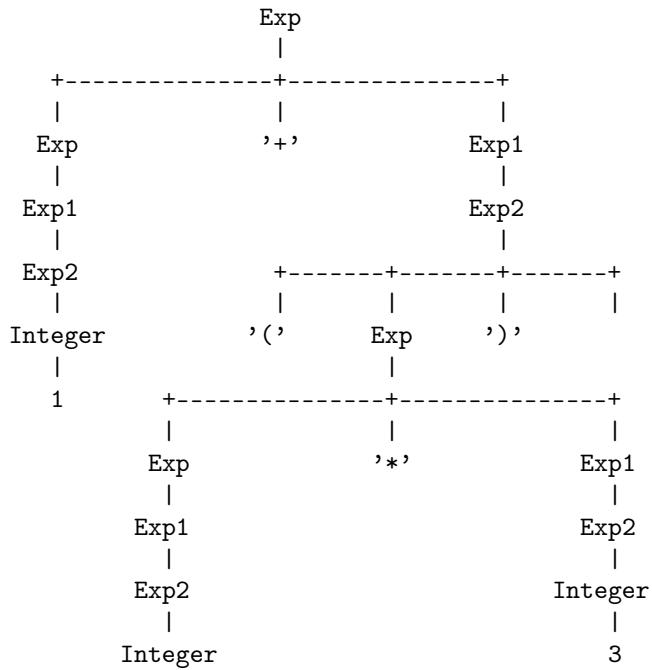 Exp
|
+---------------+---------------+
| | |
Exp '+' Exp1
| |
Exp1 Exp2
| |
Exp2 +-------+-------+-------+
| | | | |
Integer '(' Exp ')'
| |
1 +---------------+---------------+
| | |
Exp '*' Exp1
| |
Exp1 Exp2
| |
Exp2 Integer
| |
Integer 3